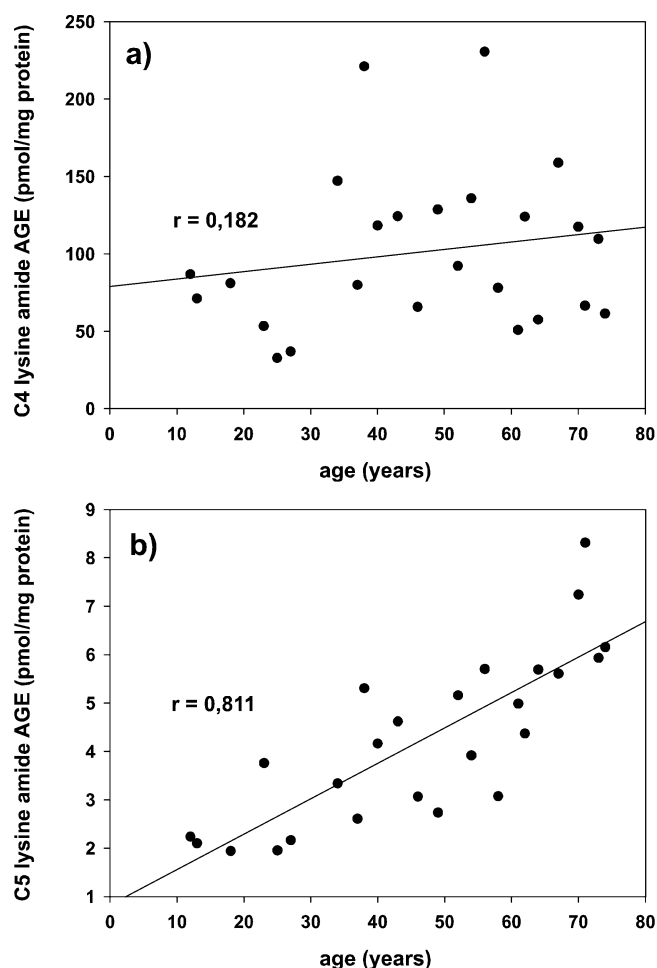 a)
C4 lysine amide AGE (pmol/mg protein)
250
200
150
100
50
0
r = 0,182
0 10 20 30 40 50 60 70 80
age (years)
b)
C5 lysine amide AGE (pmol/mg protein)
9
8
7
6
5
4
3
2
1
r = 0,811
0 10 20 30 40 50 60 70 80
age (years)